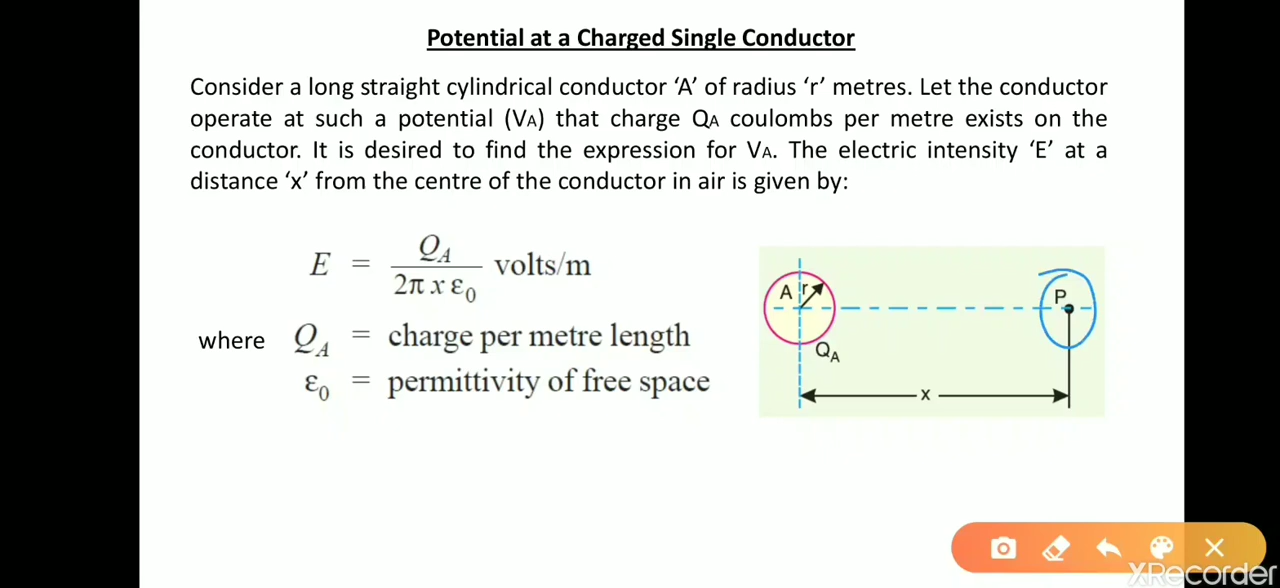 Potential at a Charged Single Conductor
Consider a long straight cylindrical conductor ‘A’ of radius ‘r’ metres. Let the conductor
operate at such a potential (VA) that charge QA coulombs per metre exists on the
conductor. It is desired to find the expression for VA. The electric intensity ‘E’ at a
distance ‘x’ from the centre of the conductor in air is given by:
E = Q_A / 2π x ε₀ volts/m
where Q_A = charge per metre length
ε₀ = permittivity of free space
A r
P
QA
x
XRecorder